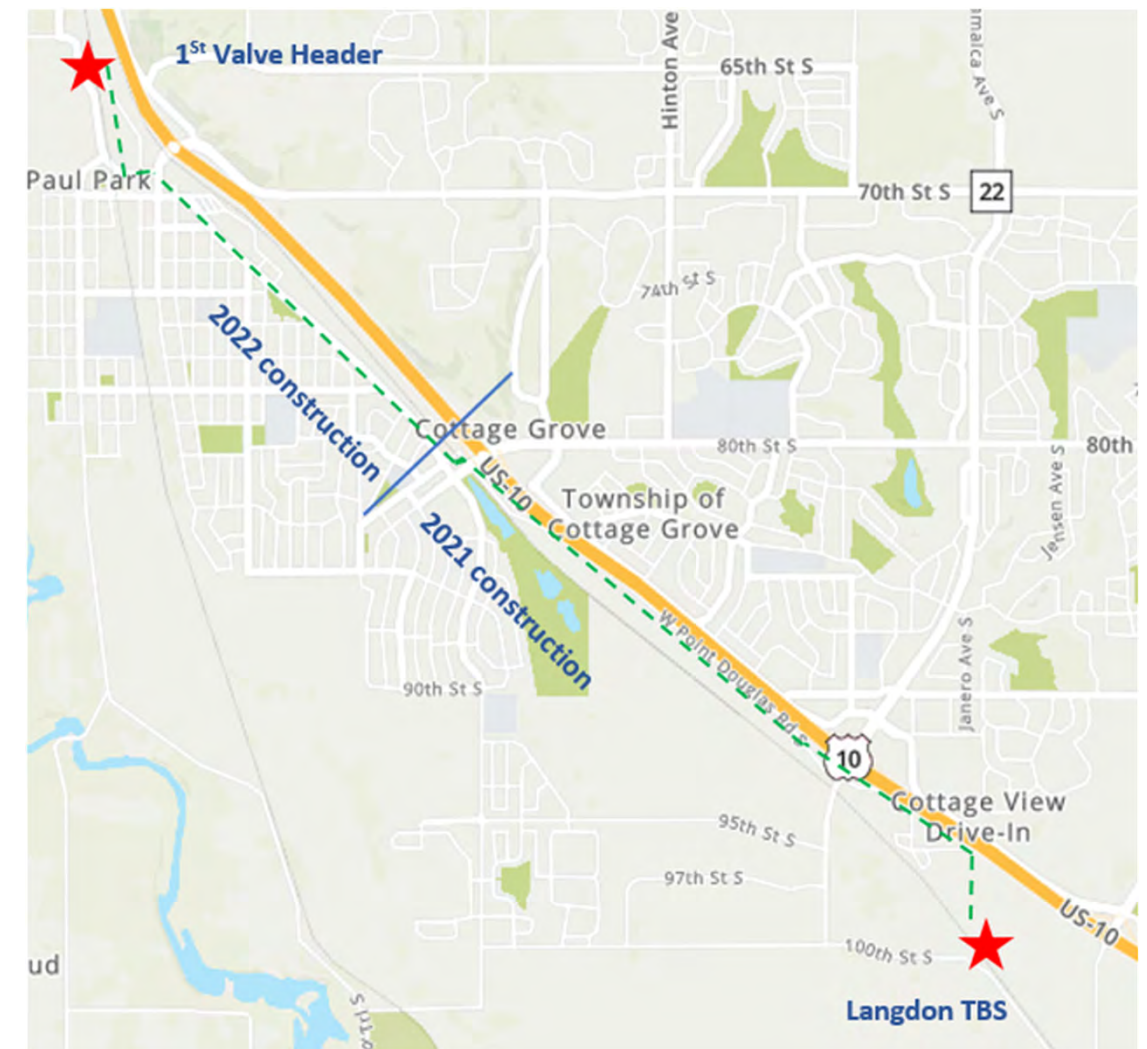 1St Valve Header
65th St S
Hinton Ave
maica Ave S
Paul Park
70th St S
22
74th St S
2022 construction
Cottage Grove
80th St S
80th
US-10
Township of
Cottage Grove
Jensen Ave S
2021 construction
W Point Douglas Rd S
Janero Ave S
90th St S
10
Cottage View
Drive-In
95th St S
97th St S
US-10
100th St S
ud
Langdon TBS